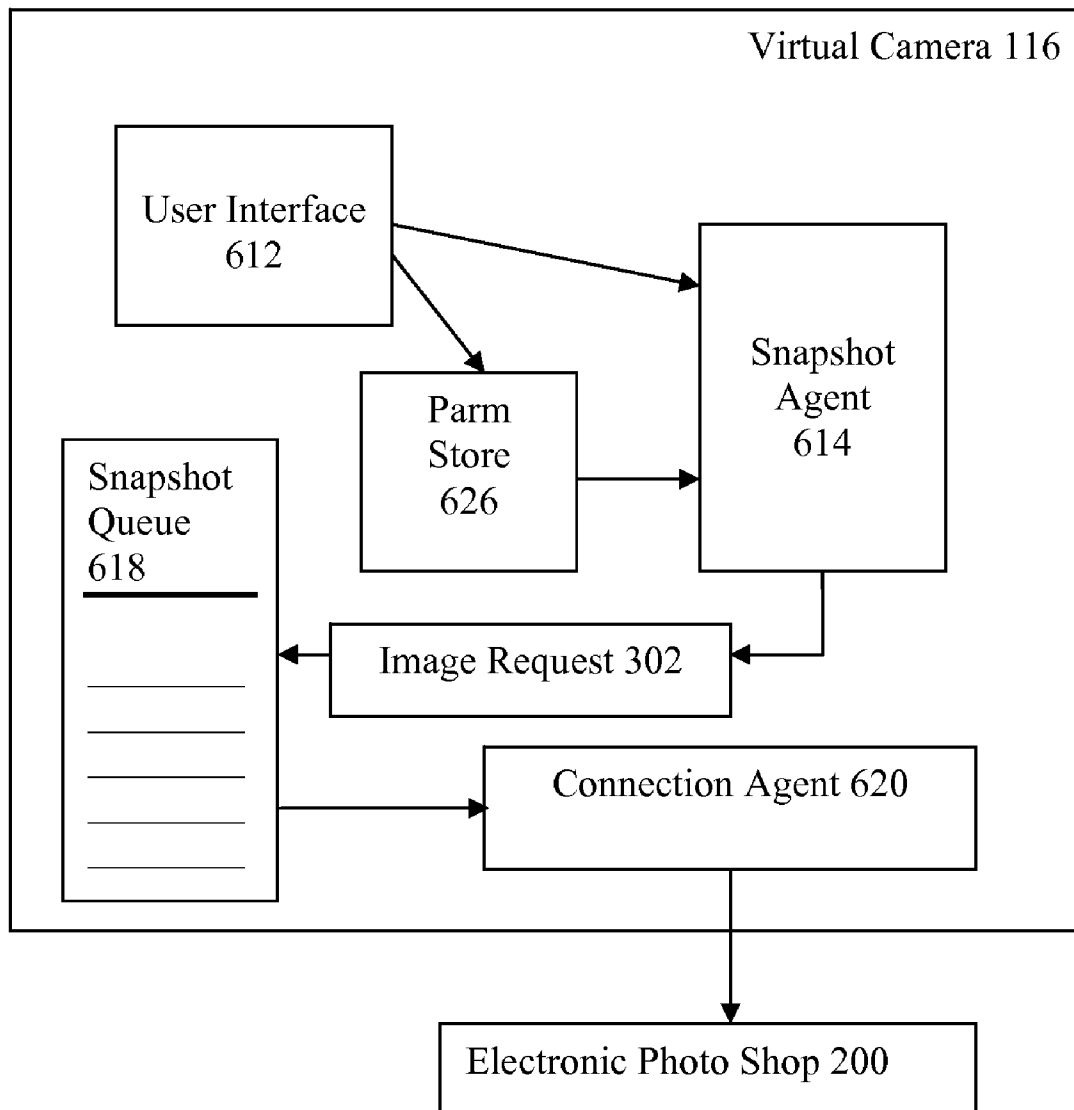 Virtual Camera 116
User Interface
612
Snapshot
Agent
614
Parm
Store
626
Snapshot
Queue
618
Image Request 302
Connection Agent 620
Electronic Photo Shop 200